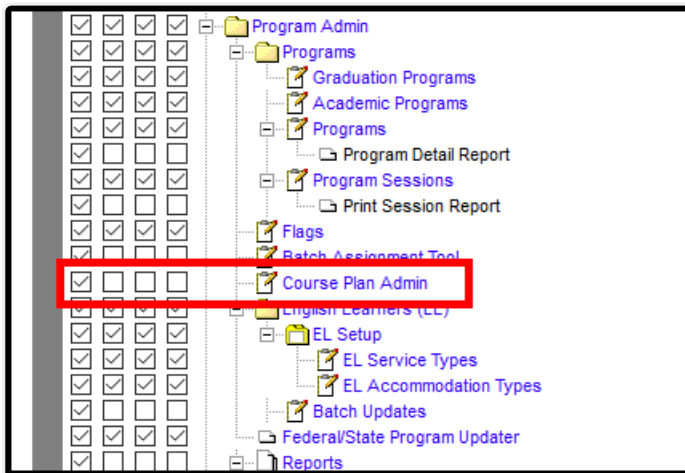 Program Admin
Programs
Graduation Programs
Academic Programs
Programs
Program Detail Report
Program Sessions
Print Session Report
Flags
Batch Assignment Tool
Course Plan Admin
English Learners (EL)
EL Setup
EL Service Types
EL Accommodation Types
Batch Updates
Federal/State Program Updater
Reports